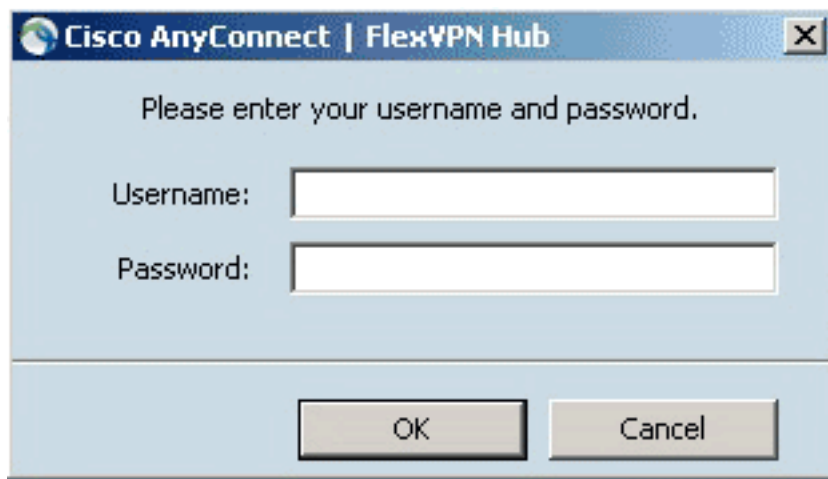 Cisco AnyConnect | FlexVPN Hub
Please enter your username and password.
Username:
Password:
OK Cancel